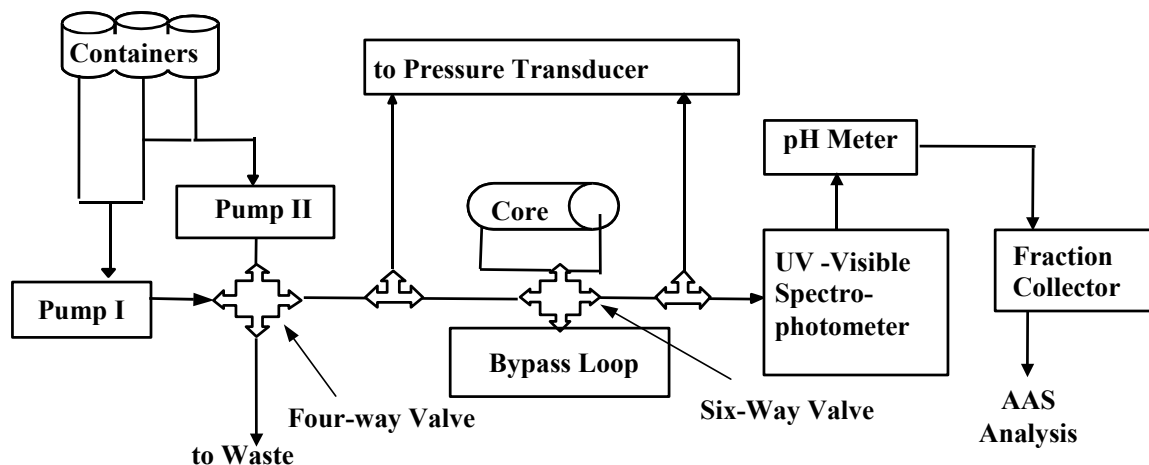 Containers
to Pressure Transducer
pH Meter
Core
Pump II
UV -Visible
Spectro-
photometer
Fraction
Collector
Pump I
Bypass Loop
Four-way Valve
Six-Way Valve
AAS
Analysis
to Waste